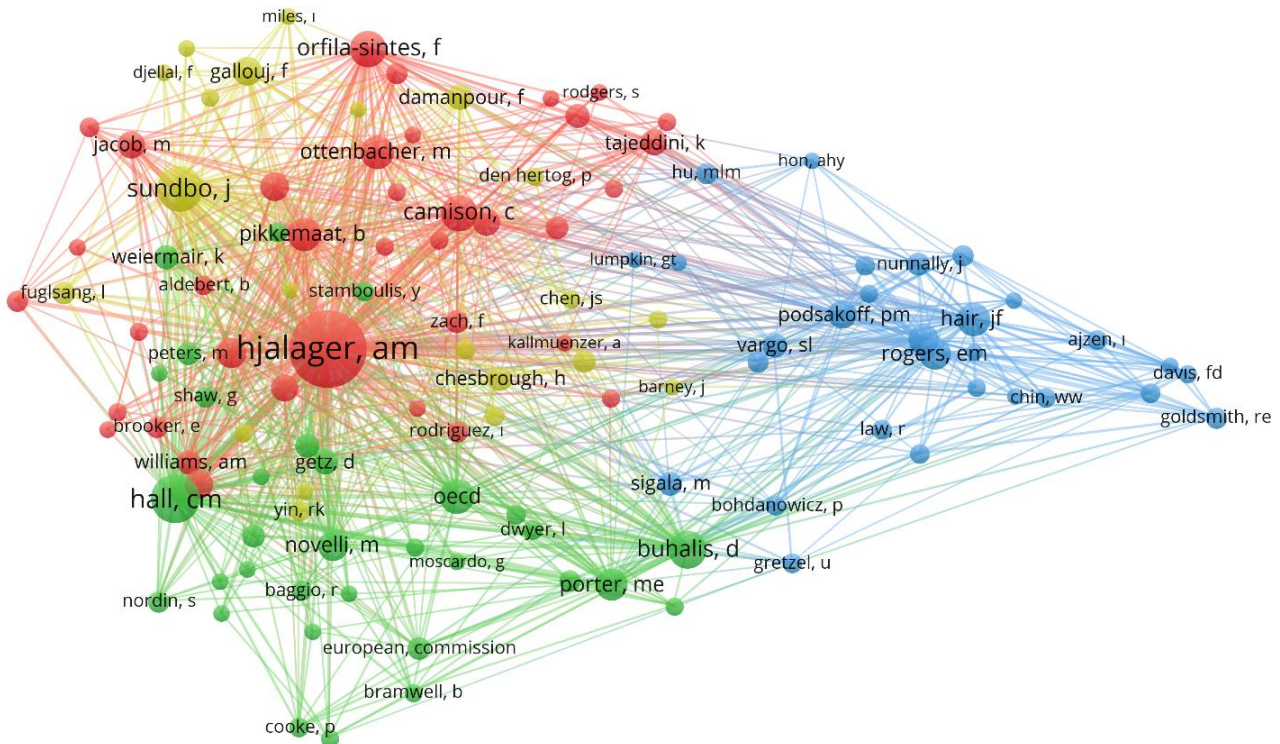 miles, ı
orfila-sintes, f
djellal, f
gallouj, f
damanpour, f
rodgers, s
jacob, m
ottenbacher, m
tajeddini, k
hon, ahy
hu, mlm
den hertog, p
sundbo, j
camison, c
pikkemaat, b
weiermair, k
lumpkin, gt
nunnally, j
aldebert, b
fuglsang, l
stamboulis, y
chen, js
podsakoff, pm
hair, jf
zach, f
hjalager, am
kallmuenzer, a
vargo, sl
rogers, em
ajzen, ı
peters, m
davis, fd
chesbrough, h
barney, j
shaw, g
chin, ww
goldsmith, re
brooker, e
rodriguez, ı
law, r
williams, am
getz, d
sigala, m
hall, cm
oecd
bohdanowicz, p
yin, rk
dwyer, l
novelli, m
buhalis, d
moscardo, g
gretzel, u
porter, me
baggio, r
nordin, s
european, commission
bramwell, b
cooke, p